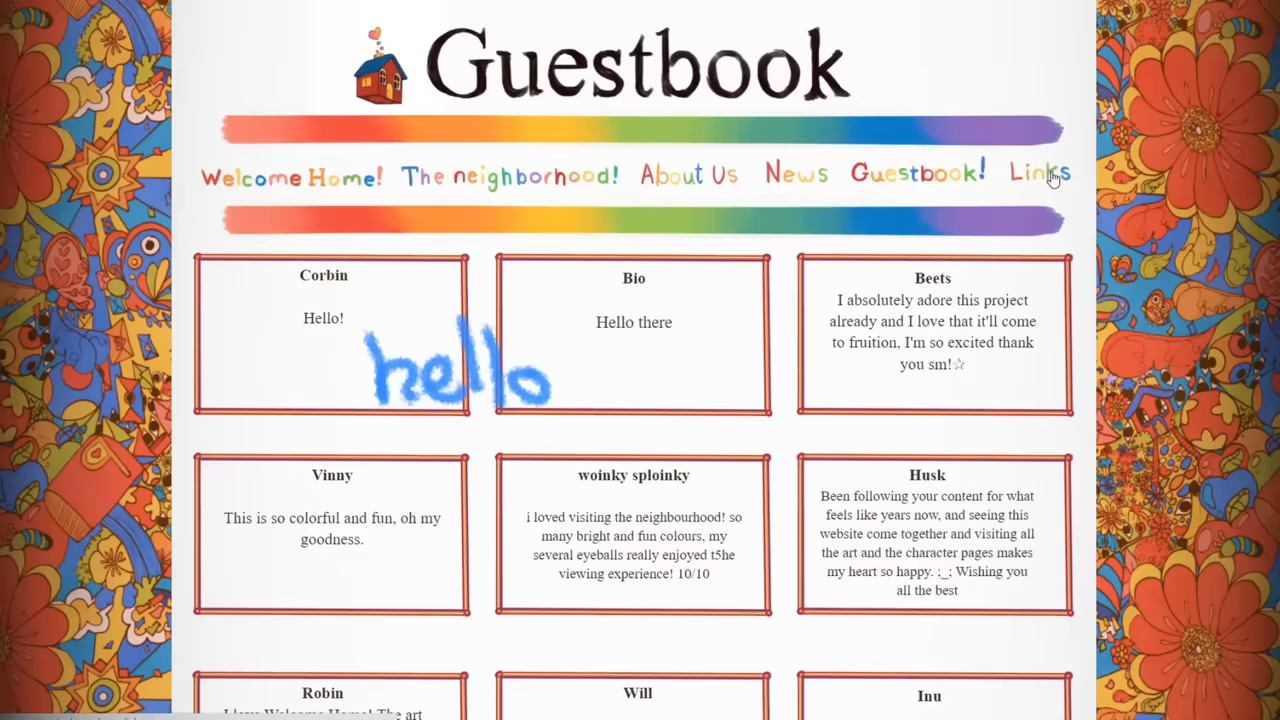 Guestbook
Welcome Home! The neighborhood! About Us News Guestbook! Links
Corbin
Hello!
hello
Bio
Hello there
Beets
I absolutely adore this project
already and I love that it'll come
to fruition, I'm so excited thank
you sm!☆
Vinny
This is so colorful and fun, oh my
goodness.
woinky sploinky
i loved visiting the neighbourhood! so
many bright and fun colours, my
several eyeballs really enjoyed t5he
viewing experience! 10/10
Husk
Been following your content for what
feels like years now, and seeing this
website come together and visiting all
the art and the character pages makes
my heart so happy. ;_; Wishing you
all the best
Robin
I love Welcome Home! The art
Will
Inu